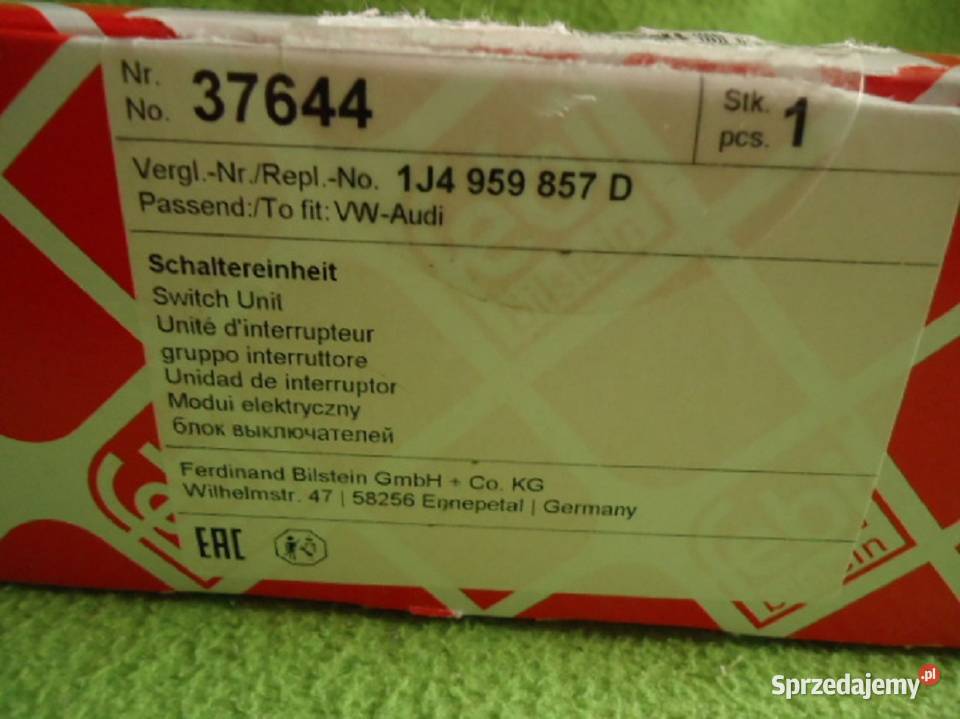 Nr. No. 37644 Stk. pcs. 1
Vergl.-Nr./Repl.-No. 1J4 959 857 D
Passend:/To fit: VW-Audi
Schaltereinheit
Switch Unit
Unité d'interrupteur
gruppo interruttore
Unidad de interruptor
Moduł elektryczny
блок выключателей
Ferdinand Bilstein GmbH + Co. KG
Wilhelmstr. 47 | 58256 Ennepetal | Germany
EAC
febi
bilstein
Sprzedajemy.pl